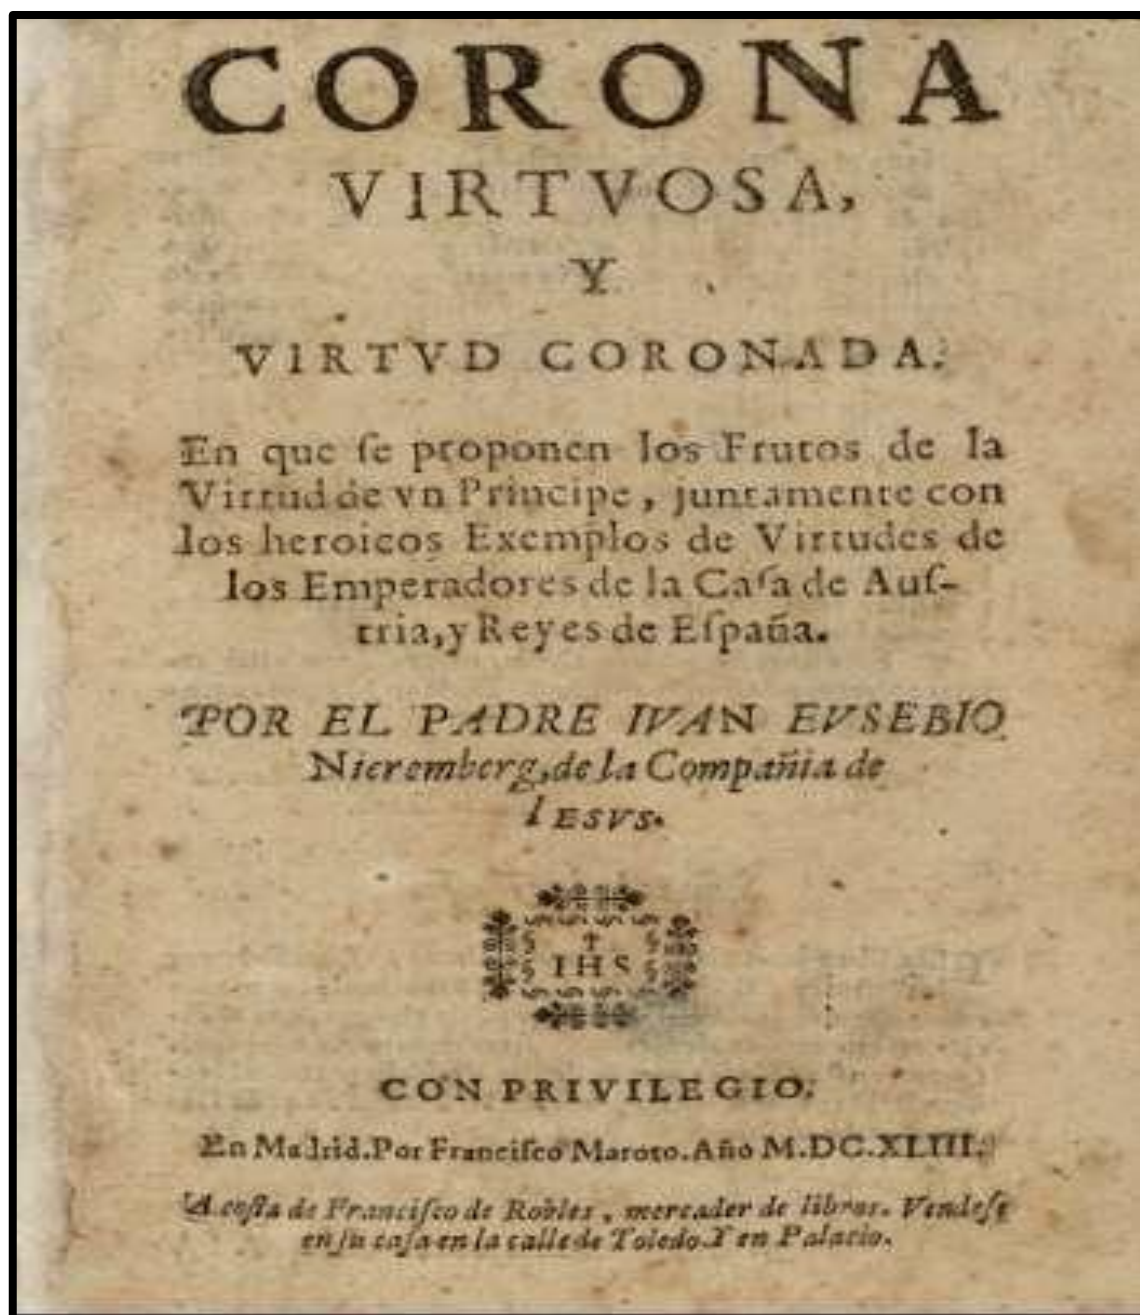 CORONA
VIRTVOSA,
Y
VIRTVD CORONADA.
En que ſe proponen los Frutos de la
Virtud de vn Principe, juntamente con
los heroicos Exemplos de Virtudes de
los Emperadores de la Caſa de Auſ-
tria, y Reyes de Eſpaña.
POR EL PADRE IVAN EVSEBIO
Nieremberg, de la Compañia de
IESVS.
IHS
CON PRIVILEGIO.
En Madrid. Por Franciſco Maroto. Año M.DC.XLIII.
A coſta de Franciſco de Robles, mercader de libros. Vendeſe
en ſu caſa en la calle de Toledo. Y en Palacio.